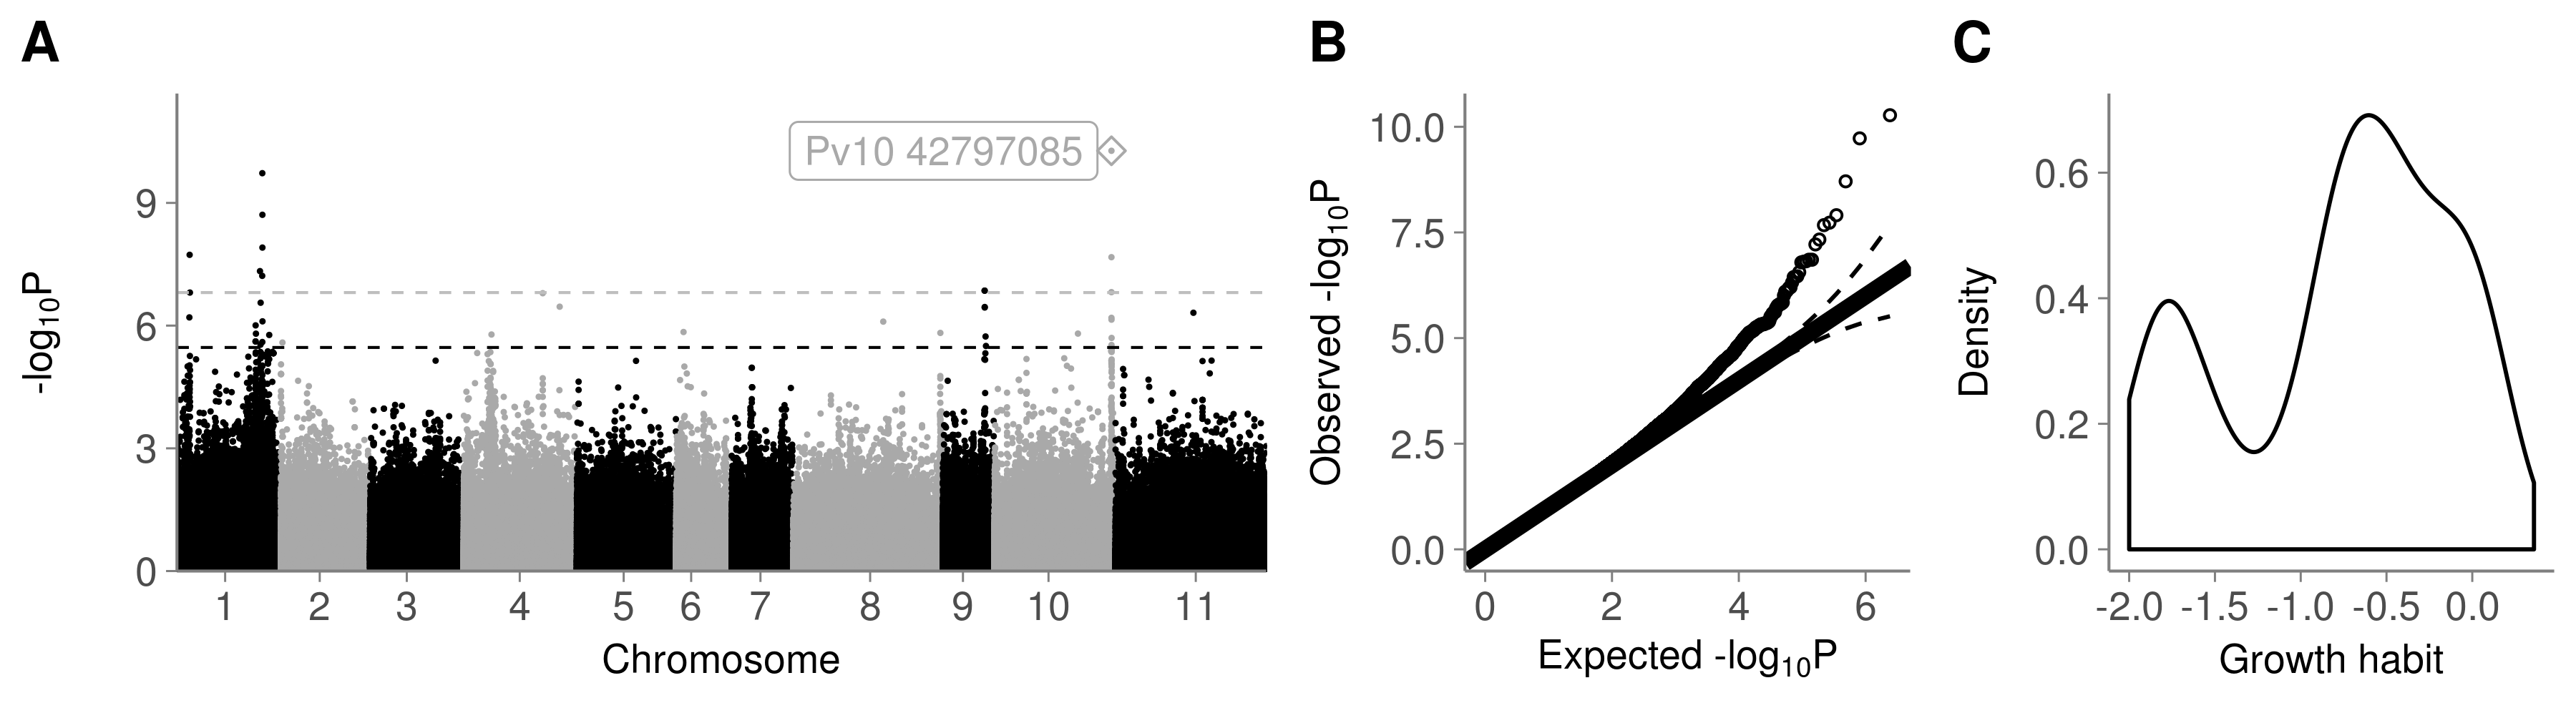 A
-log10P
9
6
3
0
Pv10 42797085
1 2 3 4 5 6 7 8 9 10 11
Chromosome
B
Observed -log10P
10.0
7.5
5.0
2.5
0.0
0 2 4 6
Expected -log10P
C
Density
0.6
0.4
0.2
0.0
-2.0 -1.5 -1.0 -0.5 0.0
Growth habit